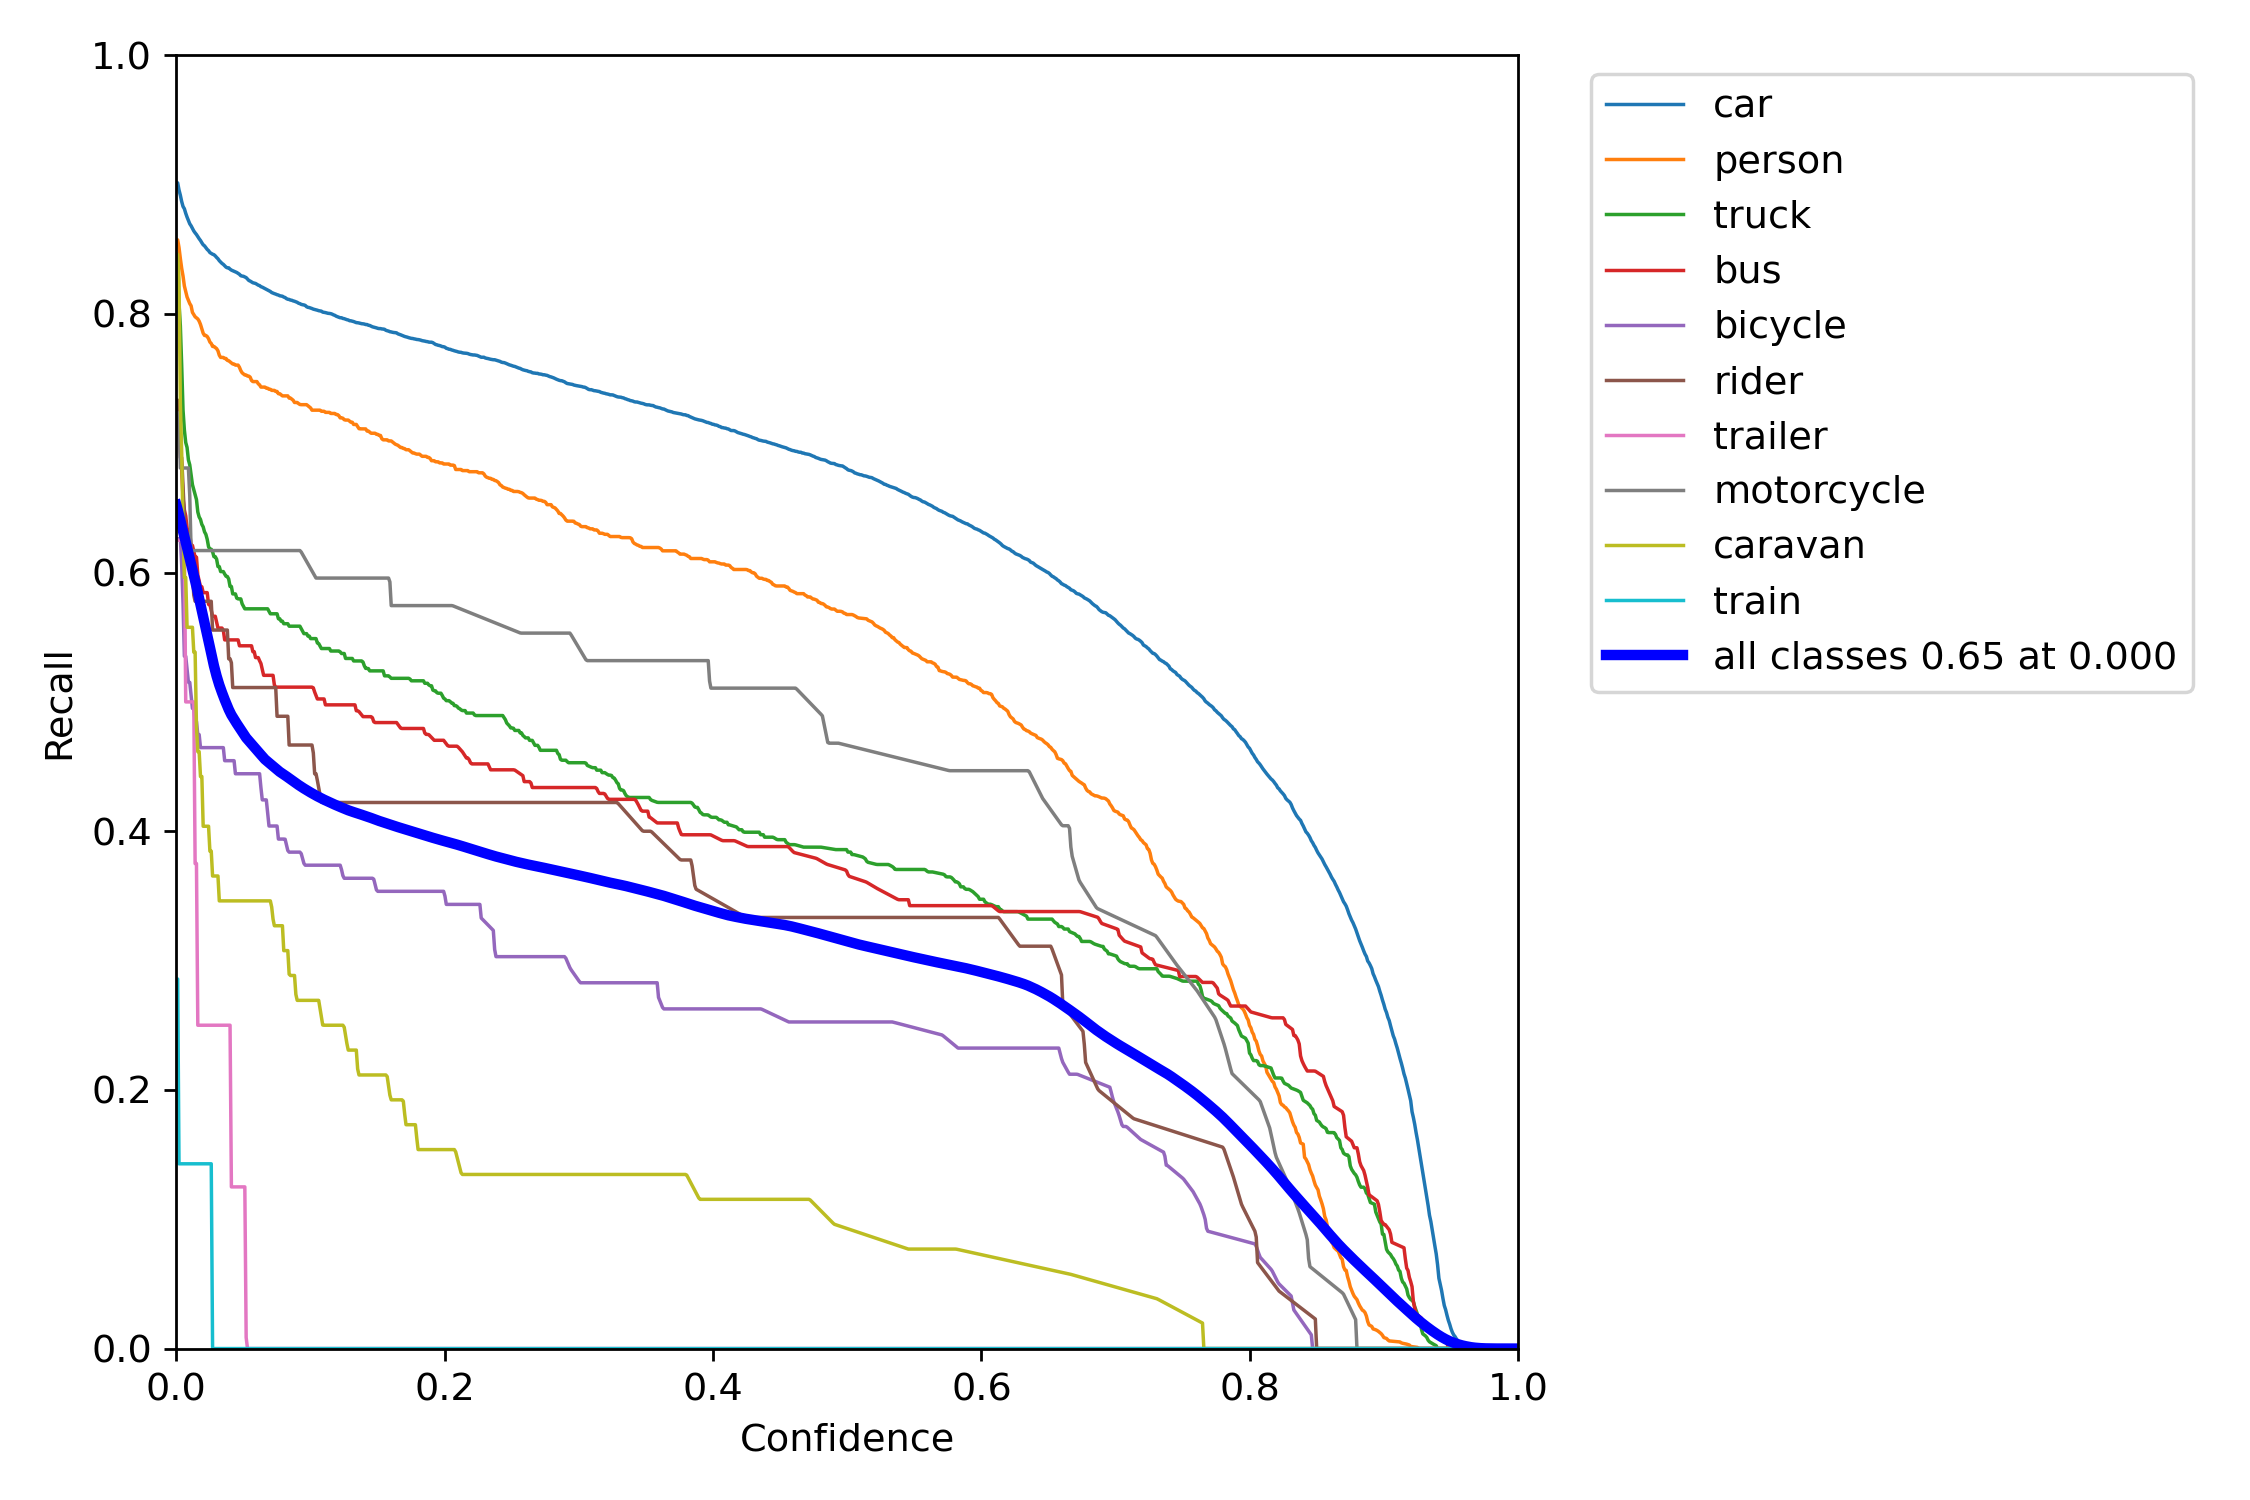 1.0
0.8
0.6
0.4
0.2
0.0
Recall
0.0 0.2 0.4 0.6 0.8 1.0
Confidence
car
person
truck
bus
bicycle
rider
trailer
motorcycle
caravan
train
all classes 0.65 at 0.000